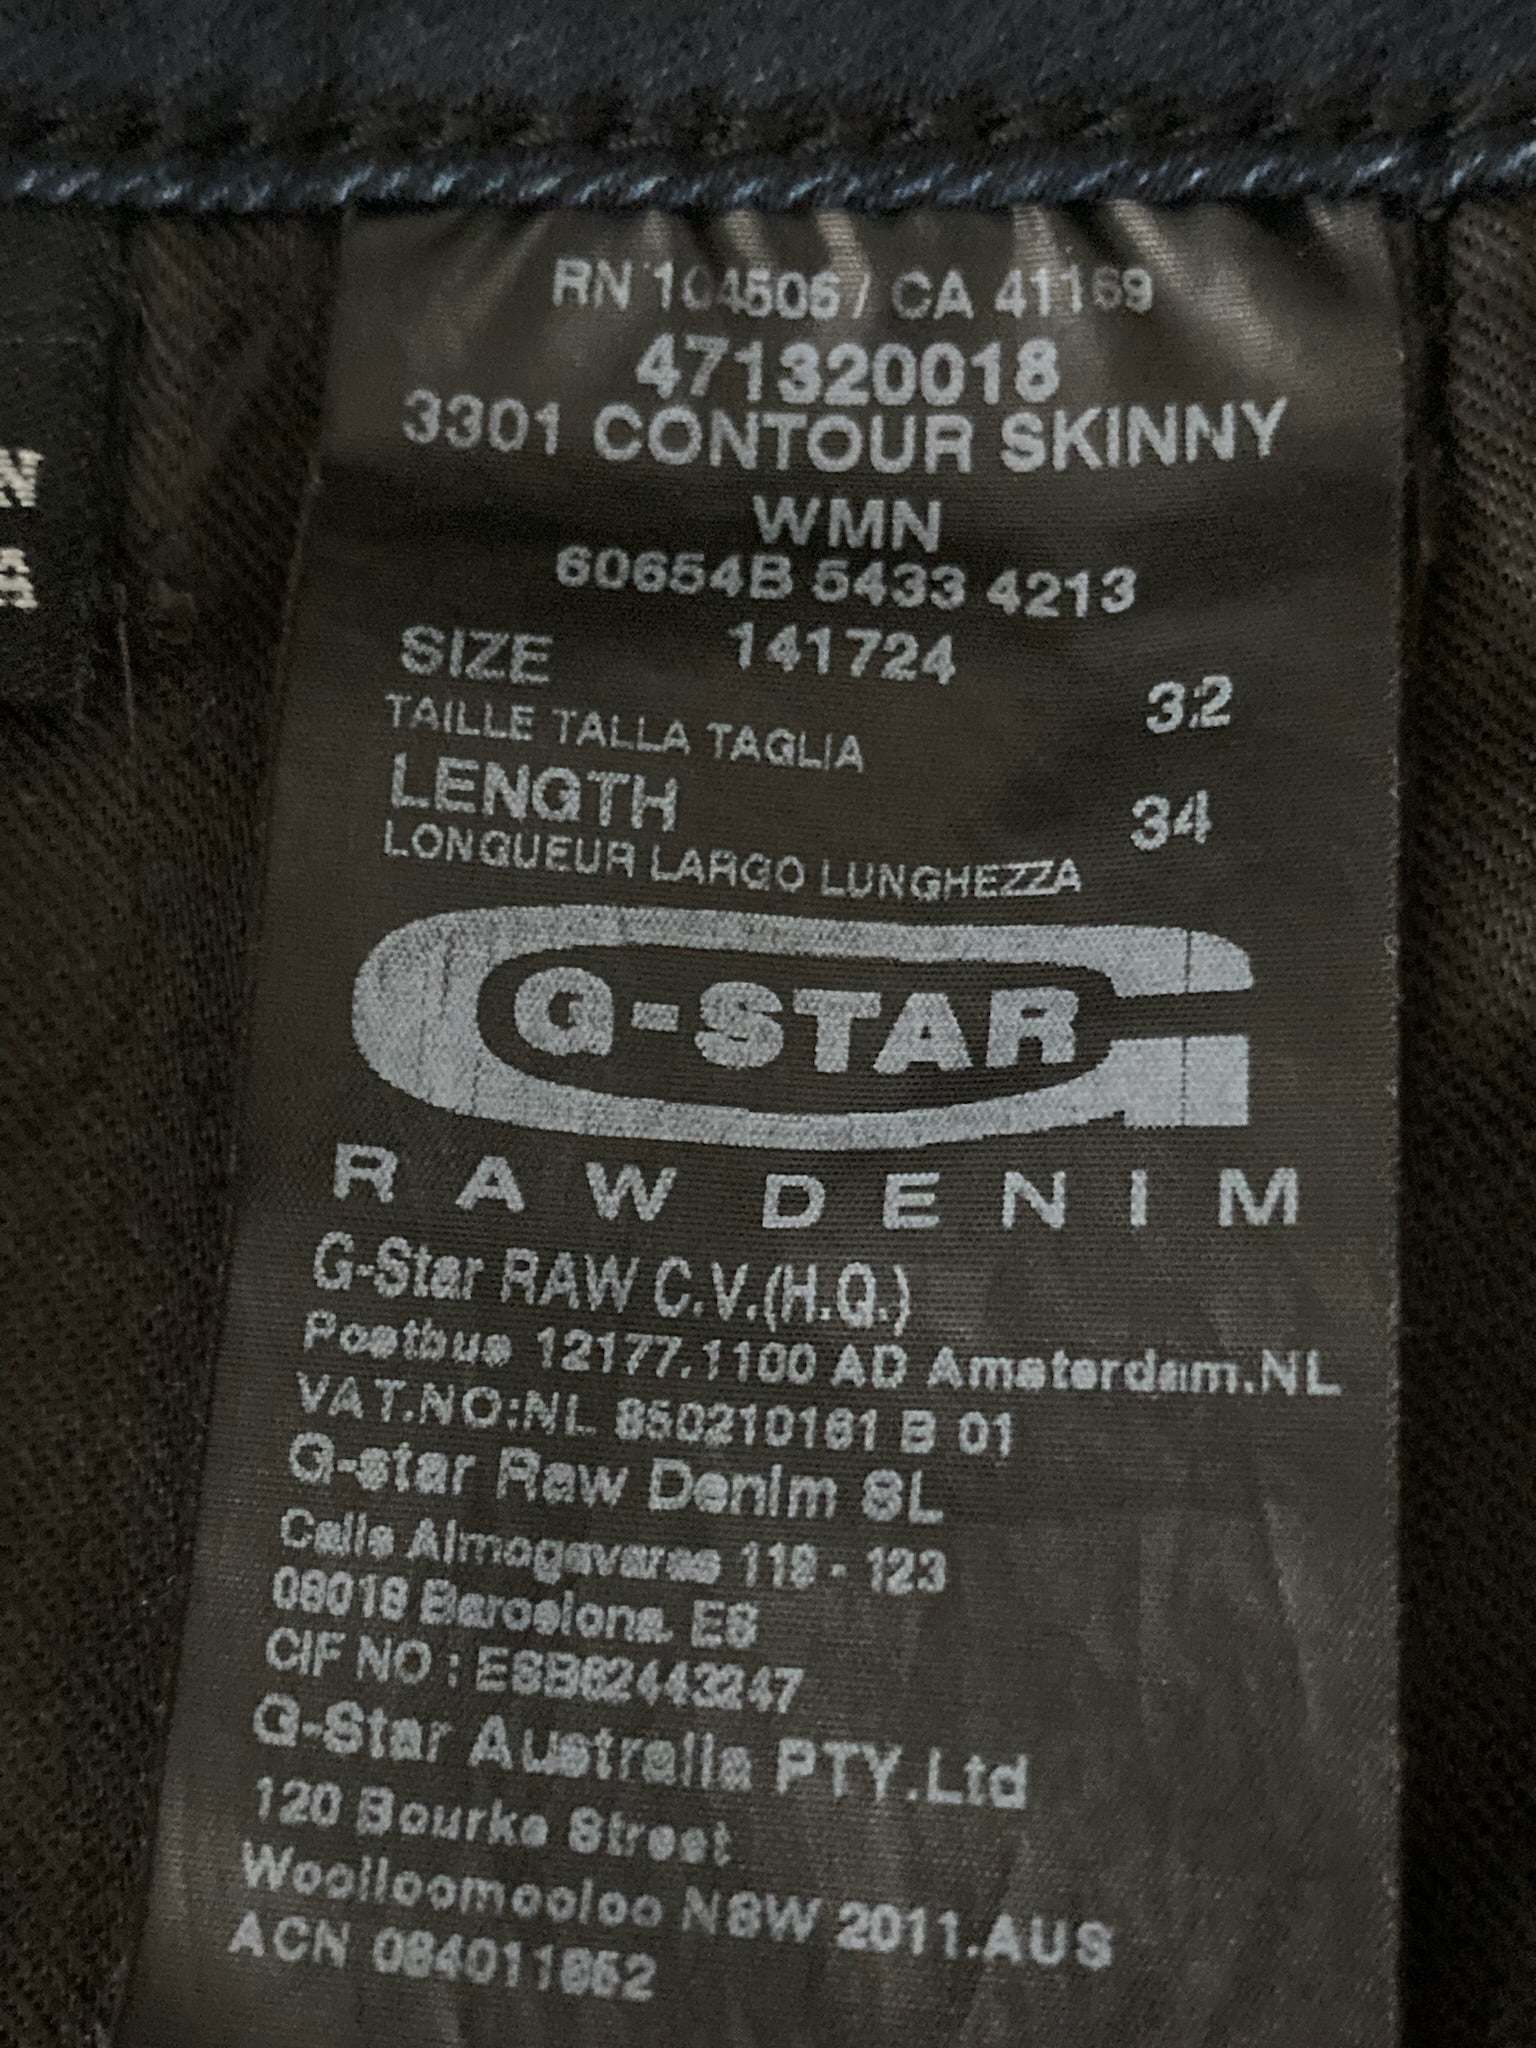 N
A
RN 104506 / CA 41169
471320018
3301 CONTOUR SKINNY
WMN
60654B 5433 4213
SIZE 141724 32
TAILLE TALLA TAGLIA
LENGTH 34
LONGUEUR LARGO LUNGHEZZA
G-STAR
RAW DENIM
G-Star RAW C.V.(H.Q.)
Postbus 12177.1100 AD Amsterdam.NL
VAT.NO:NL 850210161 B 01
G-star Raw Denim SL
Calle Almogavares 119 - 123
08018 Barcelona. ES
CIF NO : ESB62443247
G-Star Australia PTY.Ltd
120 Bourke Street
Woolloomooloo NSW 2011.AUS
ACN